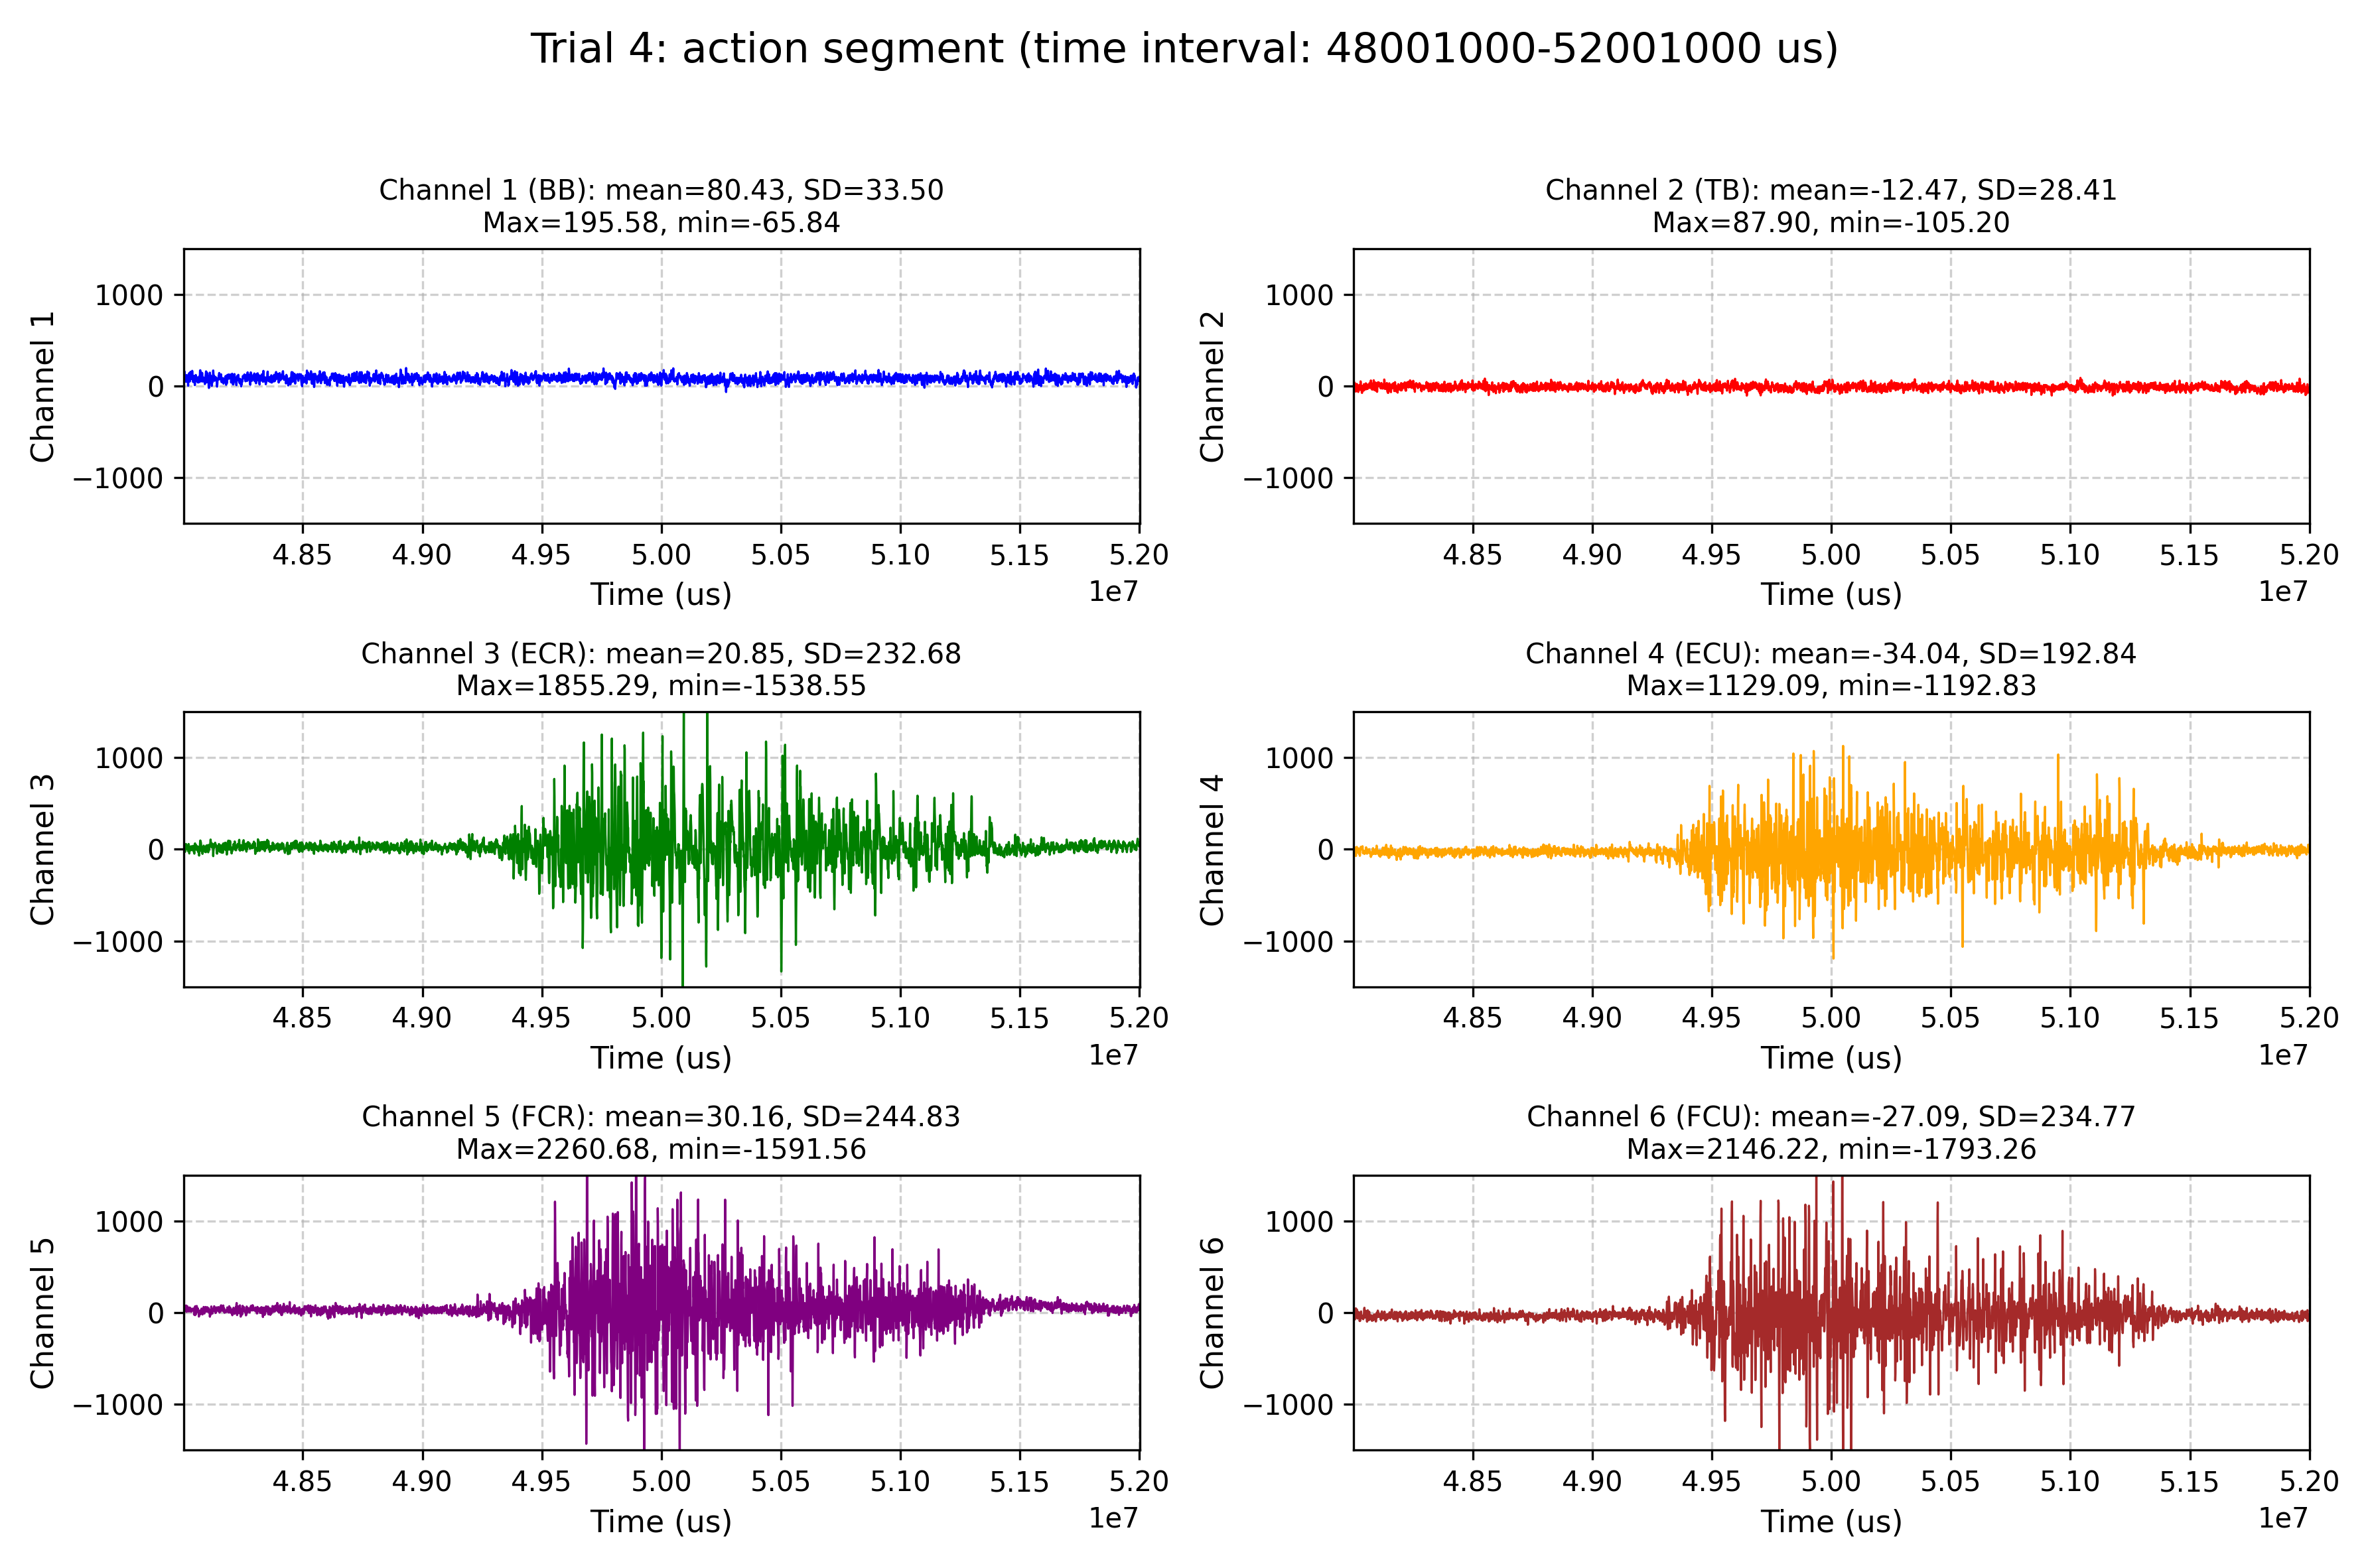 Trial 4: action segment (time interval: 48001000-52001000 us)
Channel 1 (BB): mean=80.43, SD=33.50
Max=195.58, min=-65.84
1000
0
−1000
Channel 1
4.85 4.90 4.95 5.00 5.05 5.10 5.15 5.20
Time (us)
1e7
Channel 2 (TB): mean=-12.47, SD=28.41
Max=87.90, min=-105.20
1000
0
−1000
Channel 2
4.85 4.90 4.95 5.00 5.05 5.10 5.15 5.20
Time (us)
1e7
Channel 3 (ECR): mean=20.85, SD=232.68
Max=1855.29, min=-1538.55
1000
0
−1000
Channel 3
4.85 4.90 4.95 5.00 5.05 5.10 5.15 5.20
Time (us)
1e7
Channel 4 (ECU): mean=-34.04, SD=192.84
Max=1129.09, min=-1192.83
1000
0
−1000
Channel 4
4.85 4.90 4.95 5.00 5.05 5.10 5.15 5.20
Time (us)
1e7
Channel 5 (FCR): mean=30.16, SD=244.83
Max=2260.68, min=-1591.56
1000
0
−1000
Channel 5
4.85 4.90 4.95 5.00 5.05 5.10 5.15 5.20
Time (us)
1e7
Channel 6 (FCU): mean=-27.09, SD=234.77
Max=2146.22, min=-1793.26
1000
0
−1000
Channel 6
4.85 4.90 4.95 5.00 5.05 5.10 5.15 5.20
Time (us)
1e7